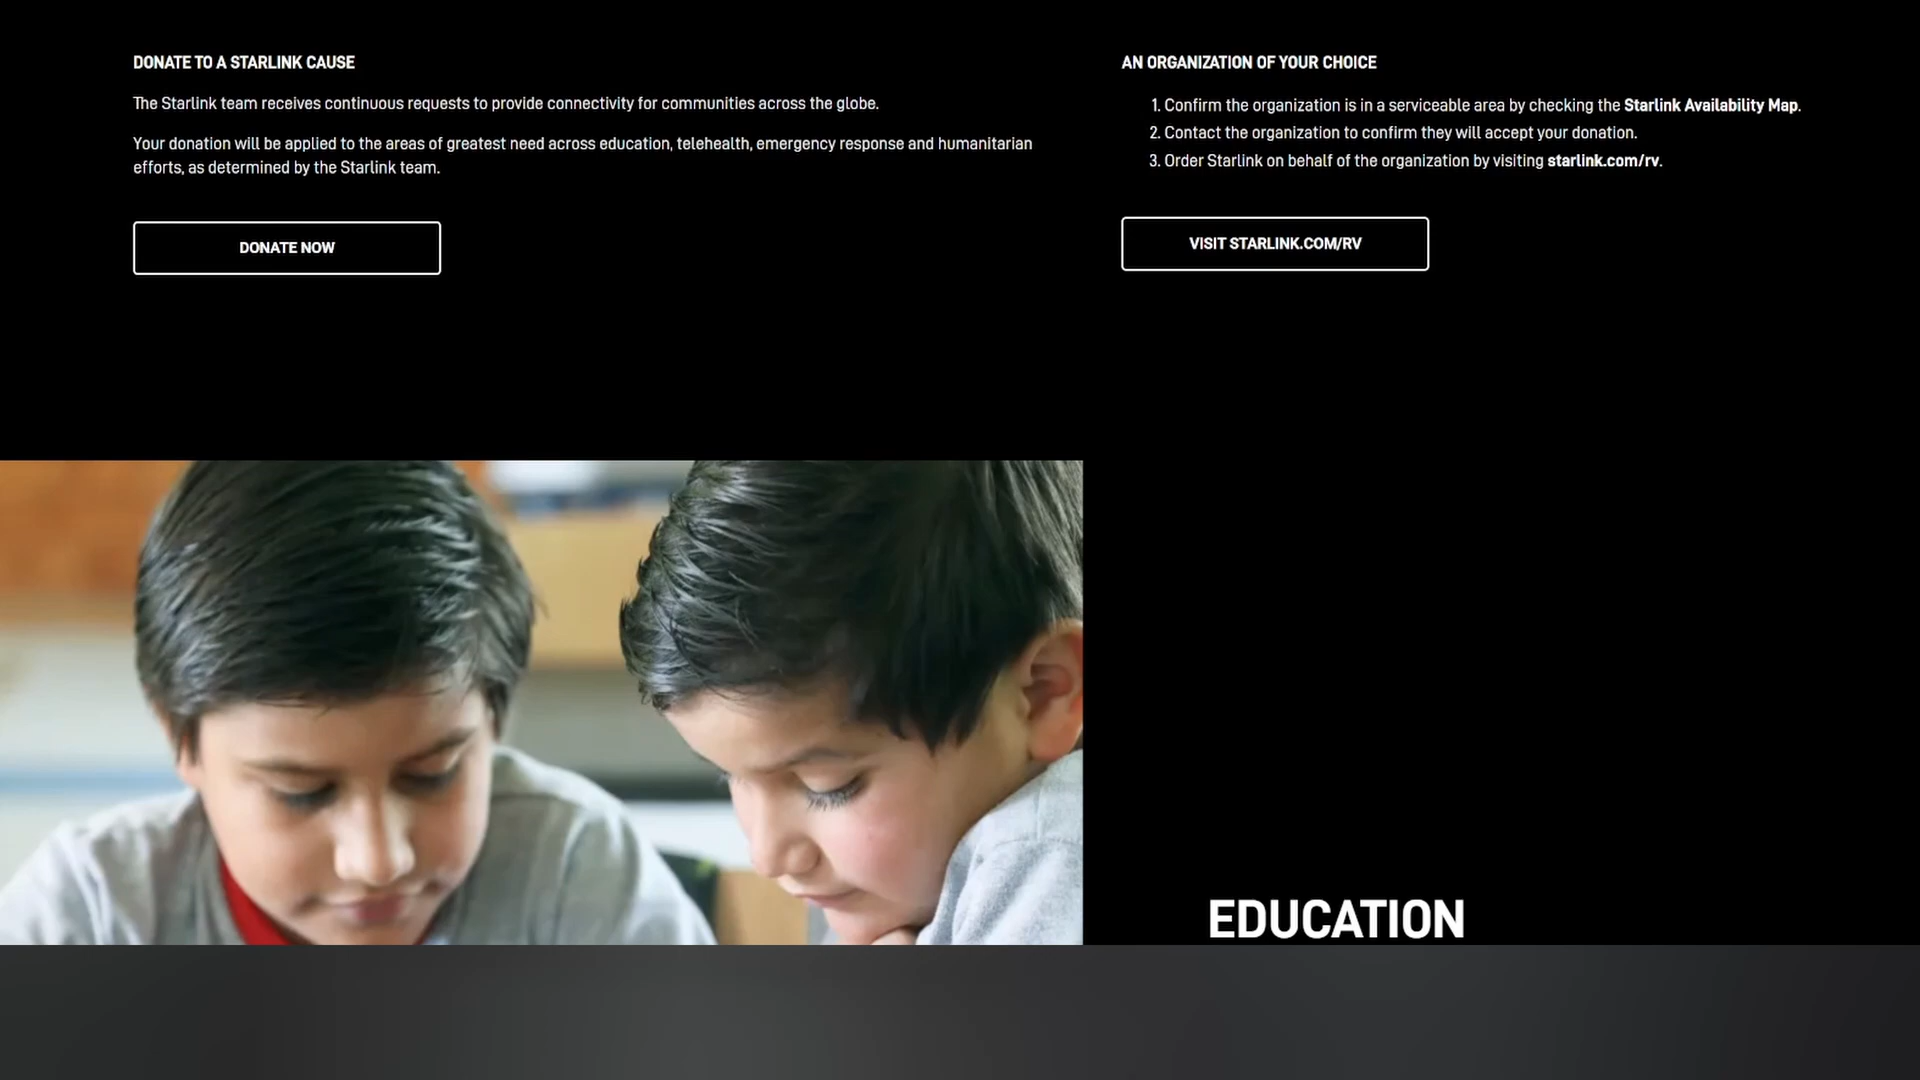 DONATE TO A STARLINK CAUSE
The Starlink team receives continuous requests to provide connectivity for communities across the globe.
Your donation will be applied to the areas of greatest need across education, telehealth, emergency response and humanitarian
efforts, as determined by the Starlink team.
DONATE NOW
AN ORGANIZATION OF YOUR CHOICE
1. Confirm the organization is in a serviceable area by checking the Starlink Availability Map.
2. Contact the organization to confirm they will accept your donation.
3. Order Starlink on behalf of the organization by visiting starlink.com/rv.
VISIT STARLINK.COM/RV
EDUCATION